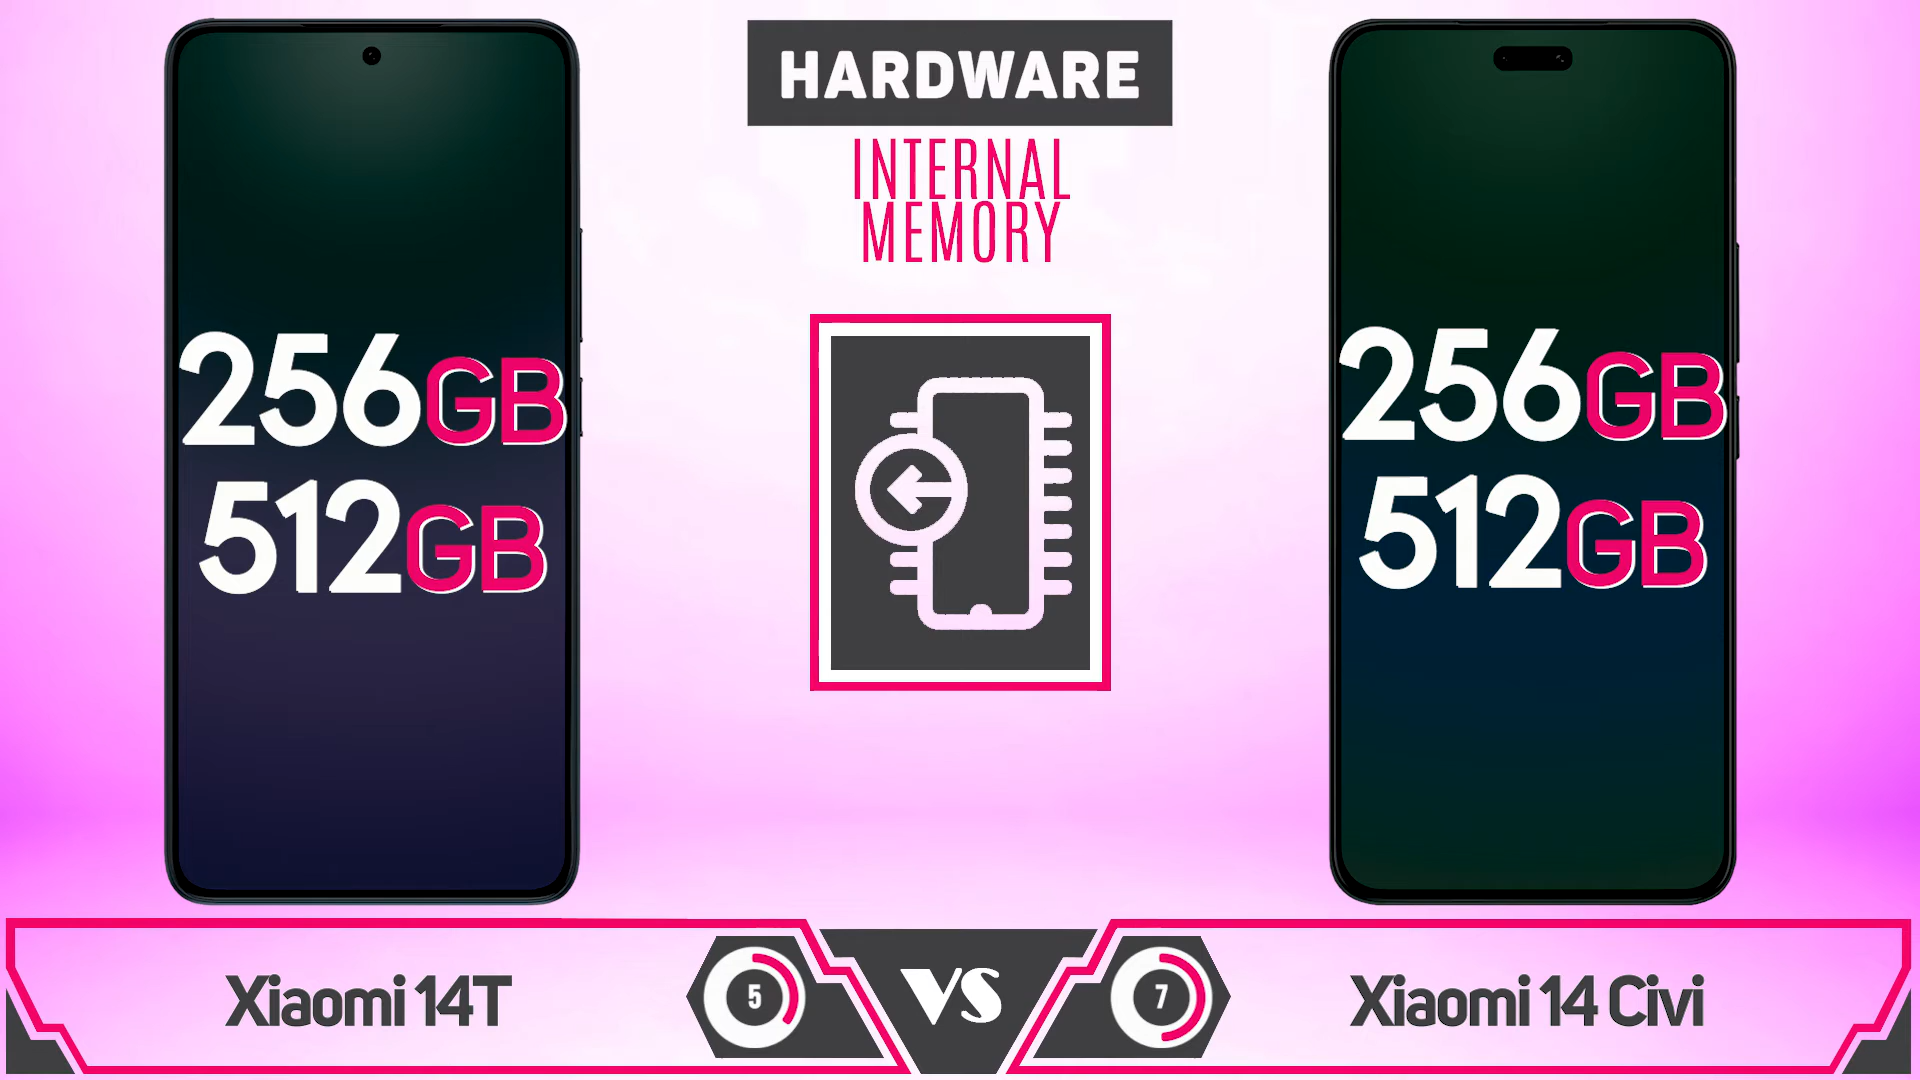 HARDWARE
INTERNAL
MEMORY
256GB
512GB
256GB
512GB
Xiaomi 14T
5
VS
7
Xiaomi 14 Civi